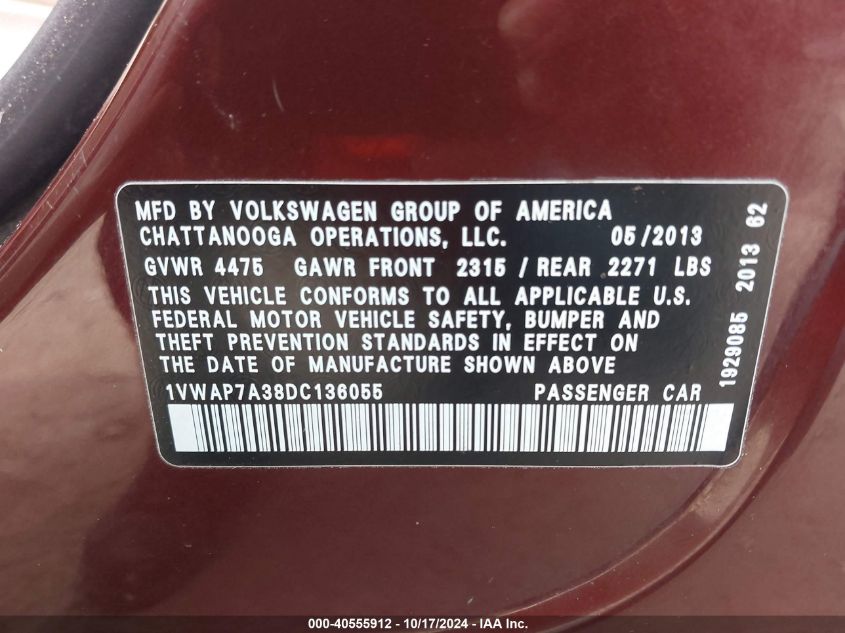 MFD BY VOLKSWAGEN GROUP OF AMERICA
CHATTANOOGA OPERATIONS, LLC. 05/2013
GVWR 4475 GAWR FRONT 2315 / REAR 2271 LBS
THIS VEHICLE CONFORMS TO ALL APPLICABLE U.S.
FEDERAL MOTOR VEHICLE SAFETY, BUMPER AND
THEFT PREVENTION STANDARDS IN EFFECT ON
THE DATE OF MANUFACTURE SHOWN ABOVE
1VWAP7A38DC136055 PASSENGER CAR
1929085 2013 62
000-40555912 - 10/17/2024 - IAA Inc.